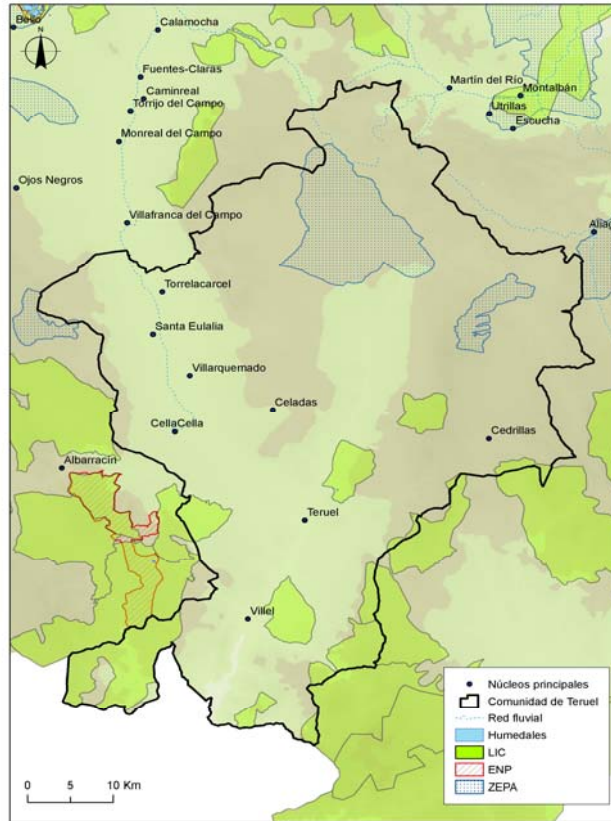 Bello
Calamocha
N
Fuentes-Claras
Martín del Río
Montalbán
Caminreal
Torrijo del Campo
Utrillas
Escucha
Monreal del Campo
Ojos Negros
Villafranca del Campo
Aliag
Torrelacarcel
Santa Eulalia
Villarquemado
Celadas
CellaCella
Cedrillas
Albarracín
Teruel
Villel
Núcleos principales
Comunidad de Teruel
Red fluvial
Humedales
LIC
ENP
ZEPA
0 5 10 Km